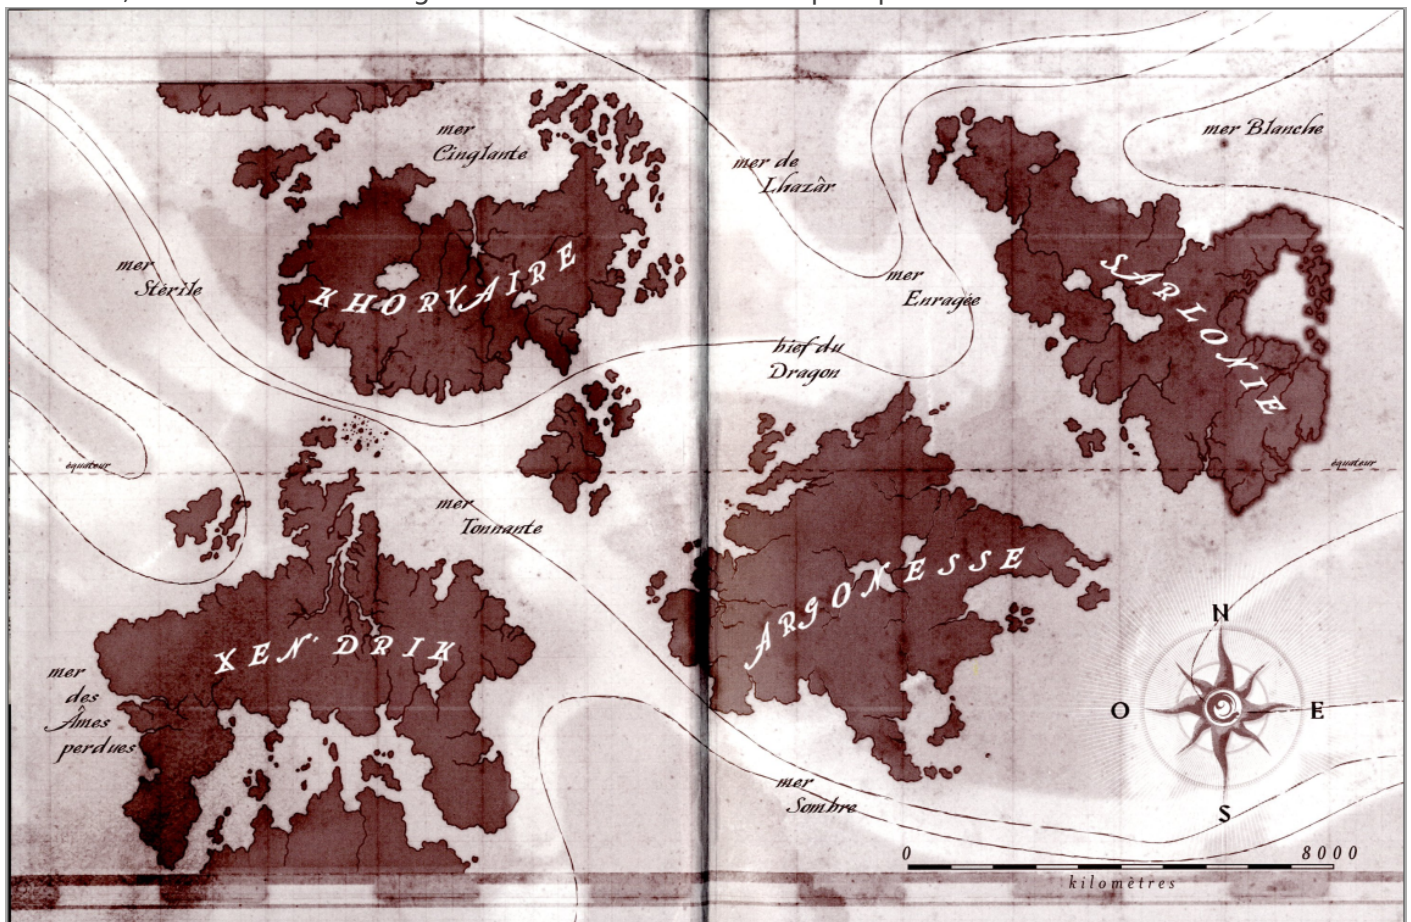 mer
Cinglante
mer de
Lhazâr
mer Blanche
mer
Stérile
KHORVAIRE
mer
Enragée
SARLONIE
bief du
Dragon
équateur
équateur
mer
Tonnante
ARGONESSE
XEN'DRIK
mer
des
Âmes
perdues
N
O
E
S
mer
Sombre
0
8000
kilomètres